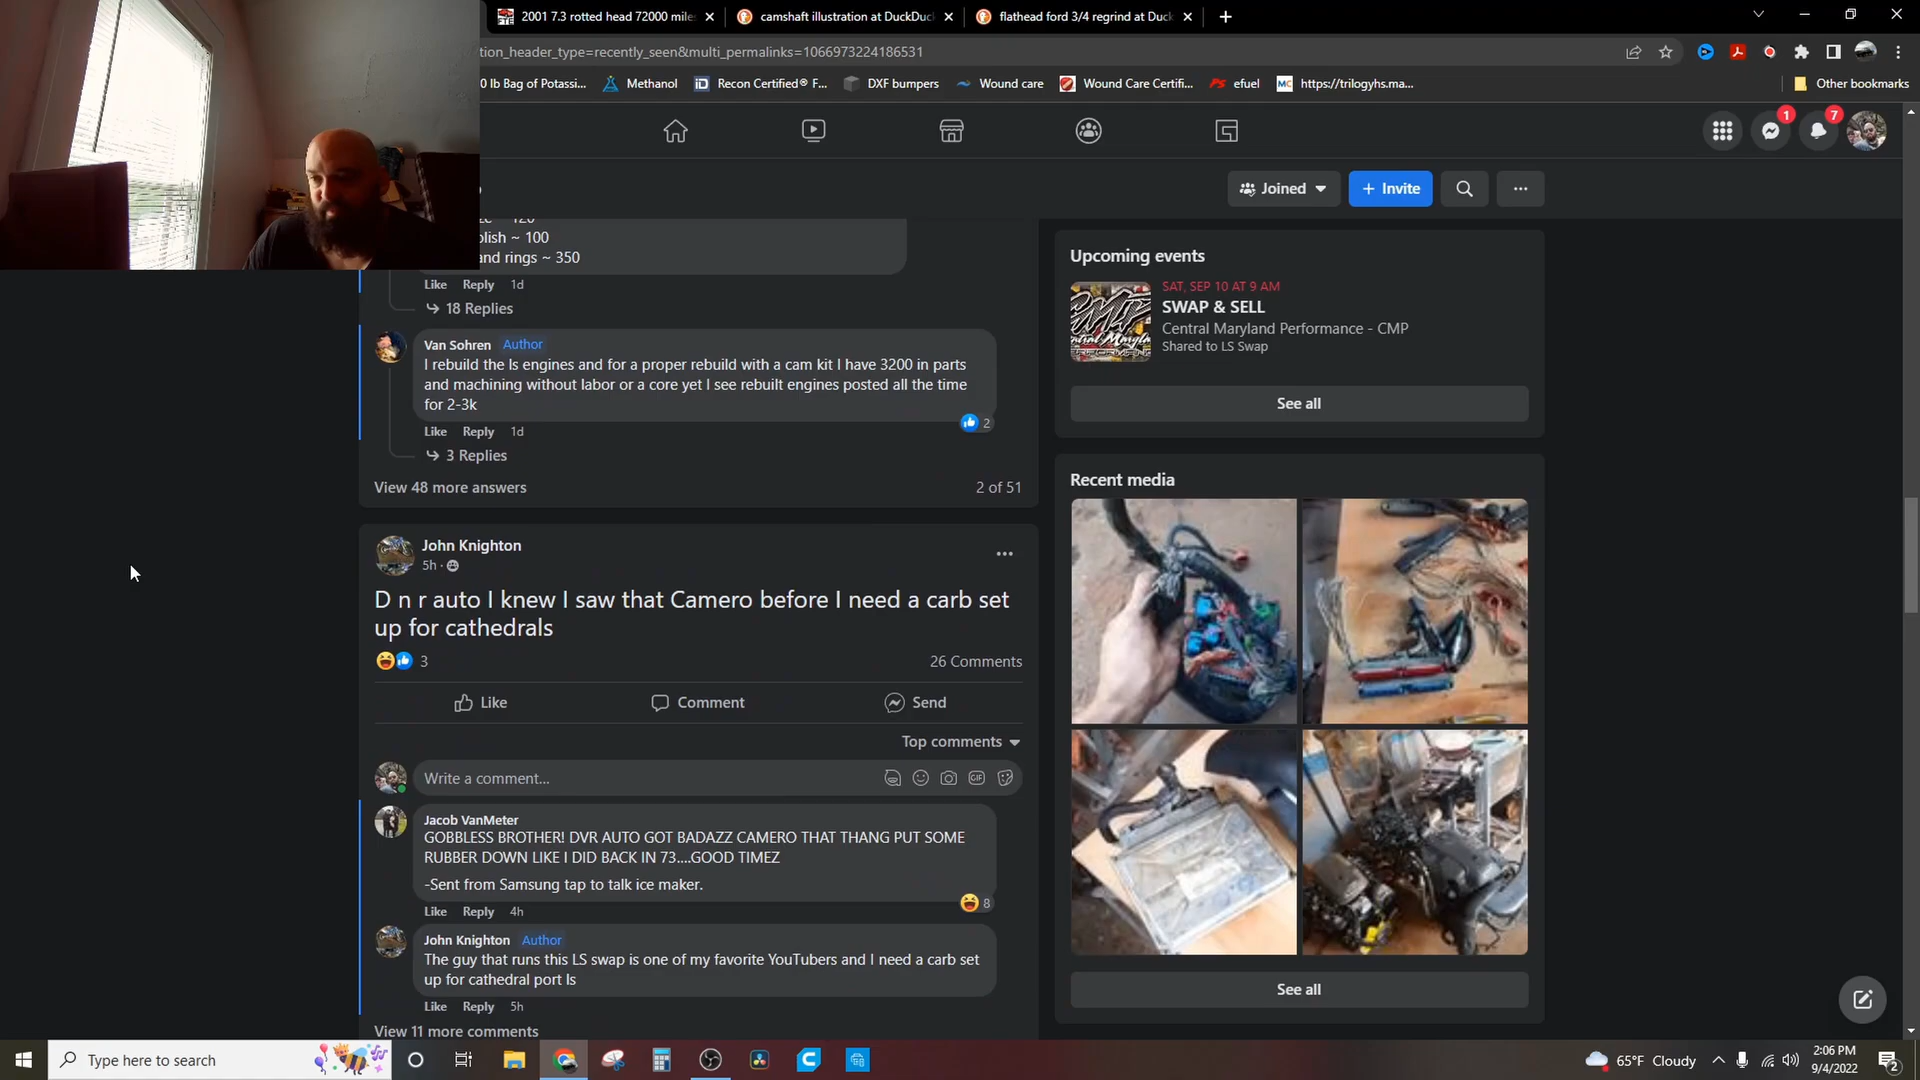 2001 7.3 rotted head 72000 mile
camshaft illustration at DuckDuc
flathead ford 3/4 regrind at Duck
tion_header_type=recently_seen&multi_permalinks=1066973224186531
0 lb Bag of Potassi...
Methanol
Recon Certified® F...
DXF bumpers
Wound care
Wound Care Certifi...
efuel
https://trilogyhs.ma...
Other bookmarks
1
7
Joined
+ Invite
~ 120
olish ~ 100
and rings ~ 350
Like Reply 1d
18 Replies
Van Sohren Author
I rebuild the ls engines and for a proper rebuild with a cam kit I have 3200 in parts
and machining without labor or a core yet I see rebuilt engines posted all the time
for 2-3k
2
Like Reply 1d
3 Replies
View 48 more answers
2 of 51
John Knighton
5h ·
D n r auto I knew I saw that Camero before I need a carb set
up for cathedrals
3
26 Comments
Like
Comment
Send
Top comments
Write a comment...
GIF
Jacob VanMeter
GOBBLESS BROTHER! DVR AUTO GOT BADAZZ CAMERO THAT THANG PUT SOME
RUBBER DOWN LIKE I DID BACK IN 73....GOOD TIMEZ
-Sent from Samsung tap to talk ice maker.
8
Like Reply 4h
John Knighton Author
The guy that runs this LS swap is one of my favorite YouTubers and I need a carb set
up for cathedral port ls
Like Reply 5h
View 11 more comments
Upcoming events
SAT, SEP 10 AT 9 AM
SWAP & SELL
Central Maryland Performance - CMP
Shared to LS Swap
See all
Recent media
See all
Type here to search
65°F Cloudy
2:06 PM
9/4/2022
2